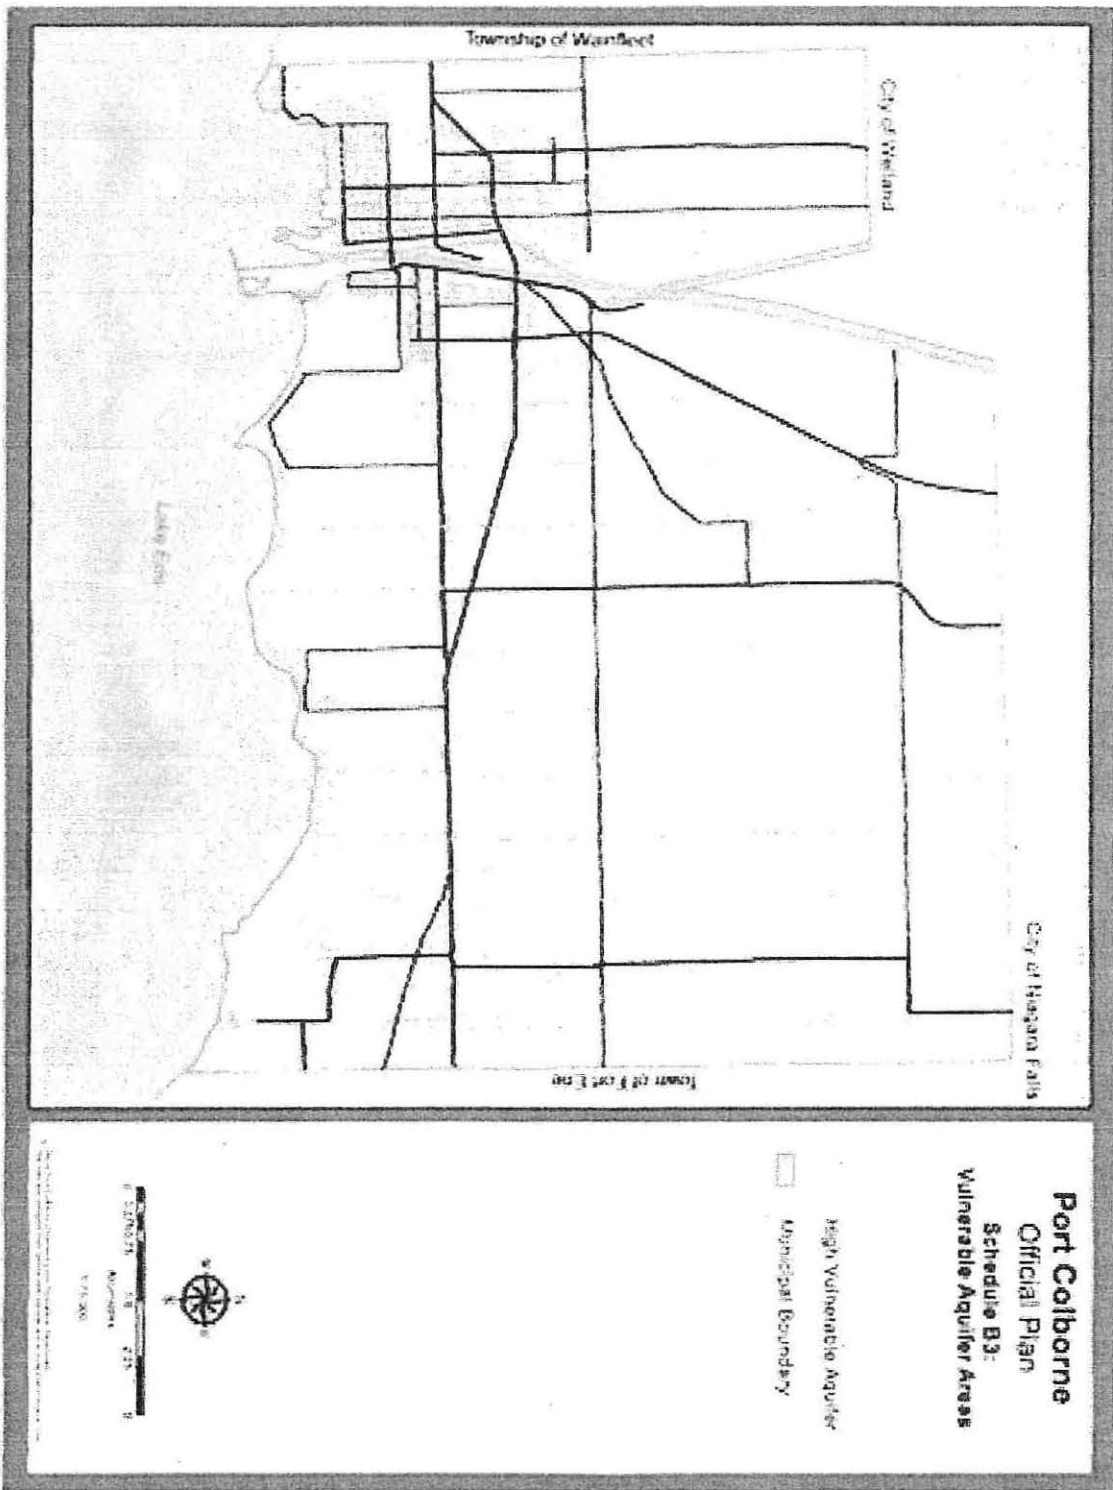 Township of Wainfleet
City of Welland
City of Niagara Falls
Town of Fort Erie
Lake Erie
Port Colborne
Official Plan
Schedule B3:
Vulnerable Aquifer Areas
High Vulnerable Aquifer
Municipal Boundary
Kilometres
N